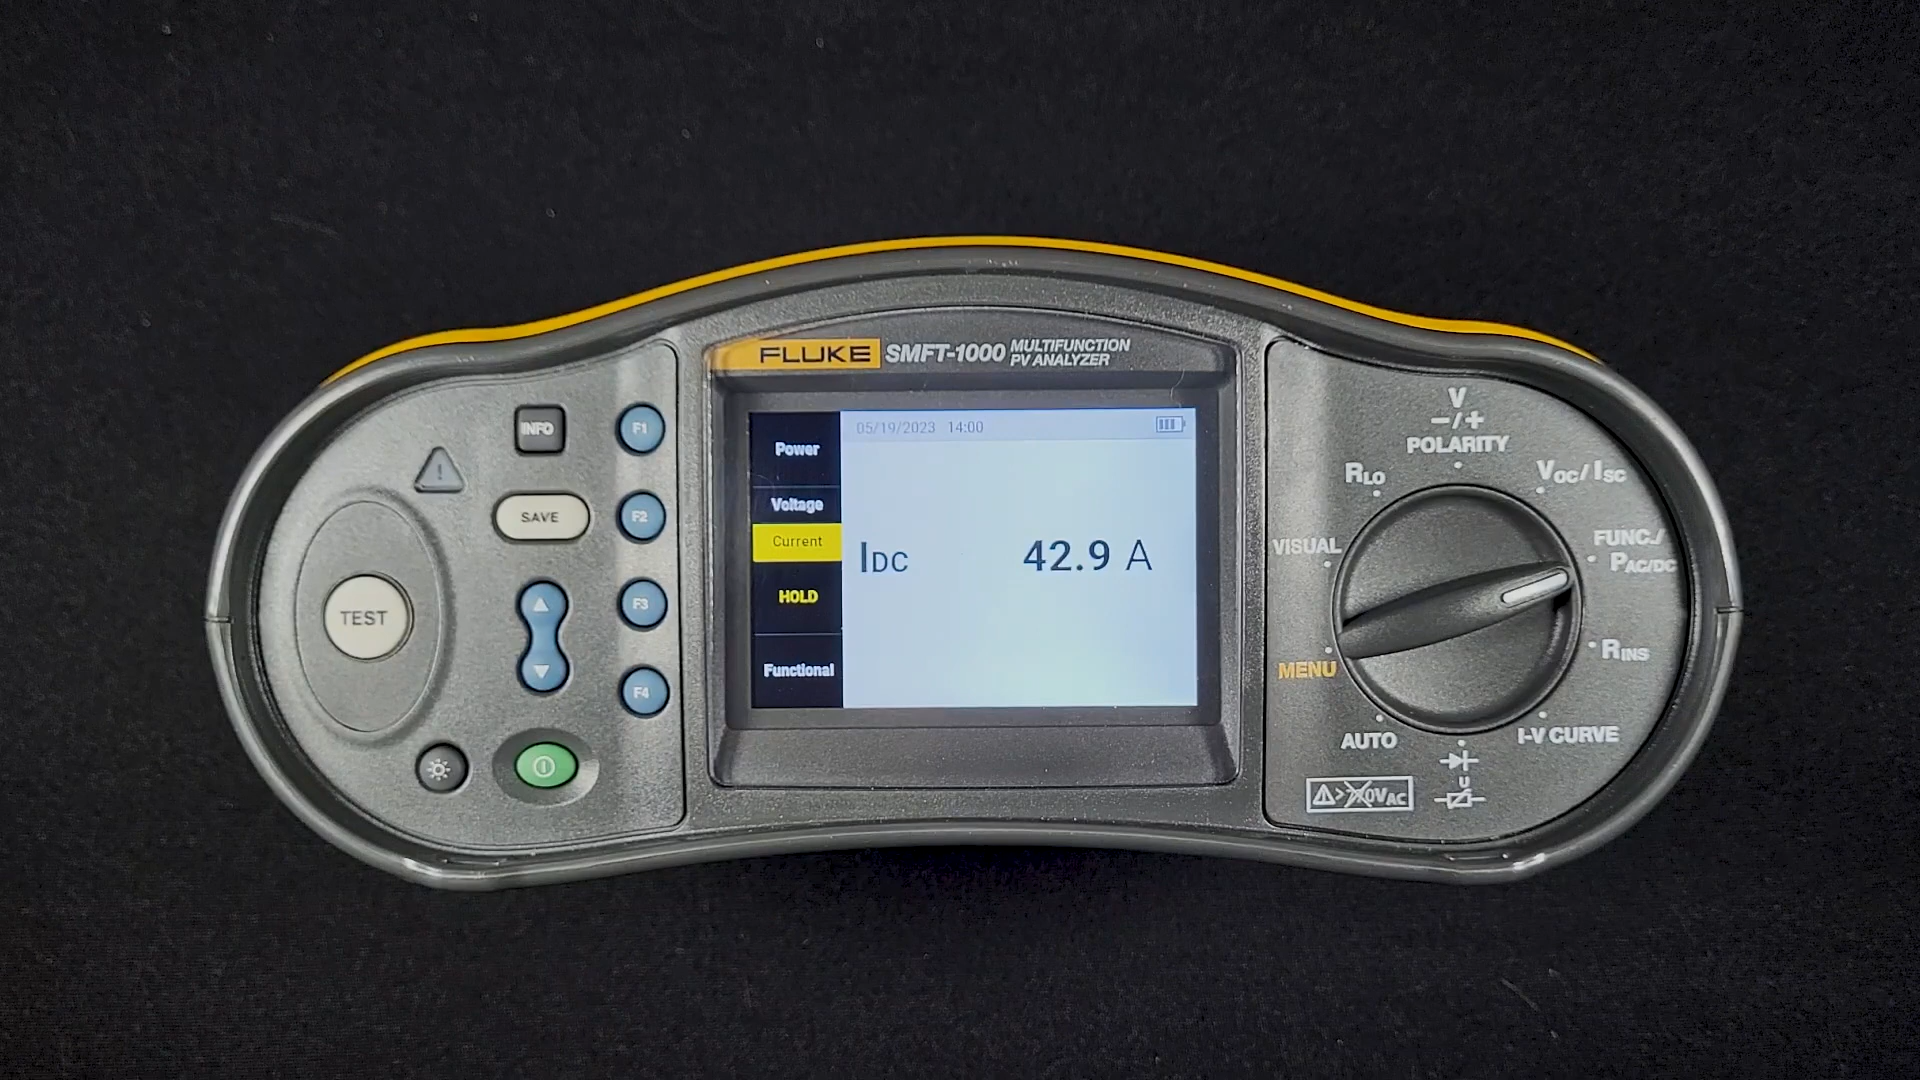 FLUKE SMFT-1000 MULTIFUNCTION
PV ANALYZER
INFO
SAVE
TEST
F1
F2
F3
F4
05/19/2023 14:00
Power
Voltage
Current
HOLD
Functional
IDC 42.9 A
V
-/+
POLARITY
RLO
VOC/ISC
VISUAL
FUNC./
PAC/DC
MENU
RINS
AUTO
I-V CURVE
U